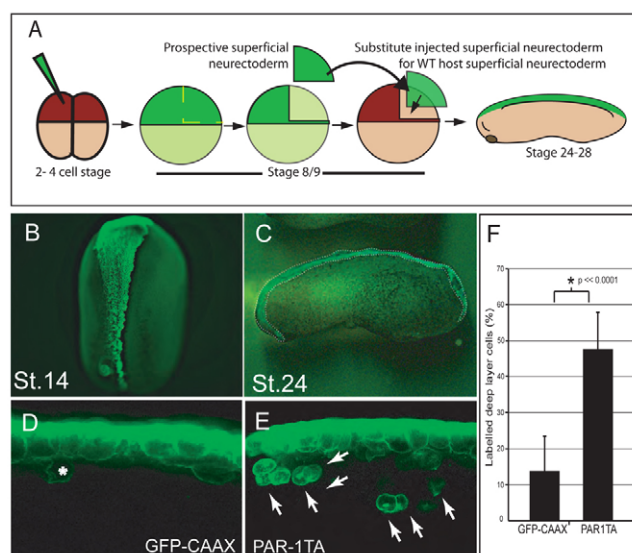 A
Prospective superficial
neurectoderm
Substitute injected superficial neurectoderm
for WT host superficial neurectoderm
2- 4 cell stage
Stage 8/9
Stage 24-28
B
St.14
C
St.24
D
*
GFP-CAAX
E
PAR-1TA
F
* p << 0.0001
Labelled deep layer cells (%)
70
60
50
40
30
20
10
0
GFP-CAAX
PAR1TA